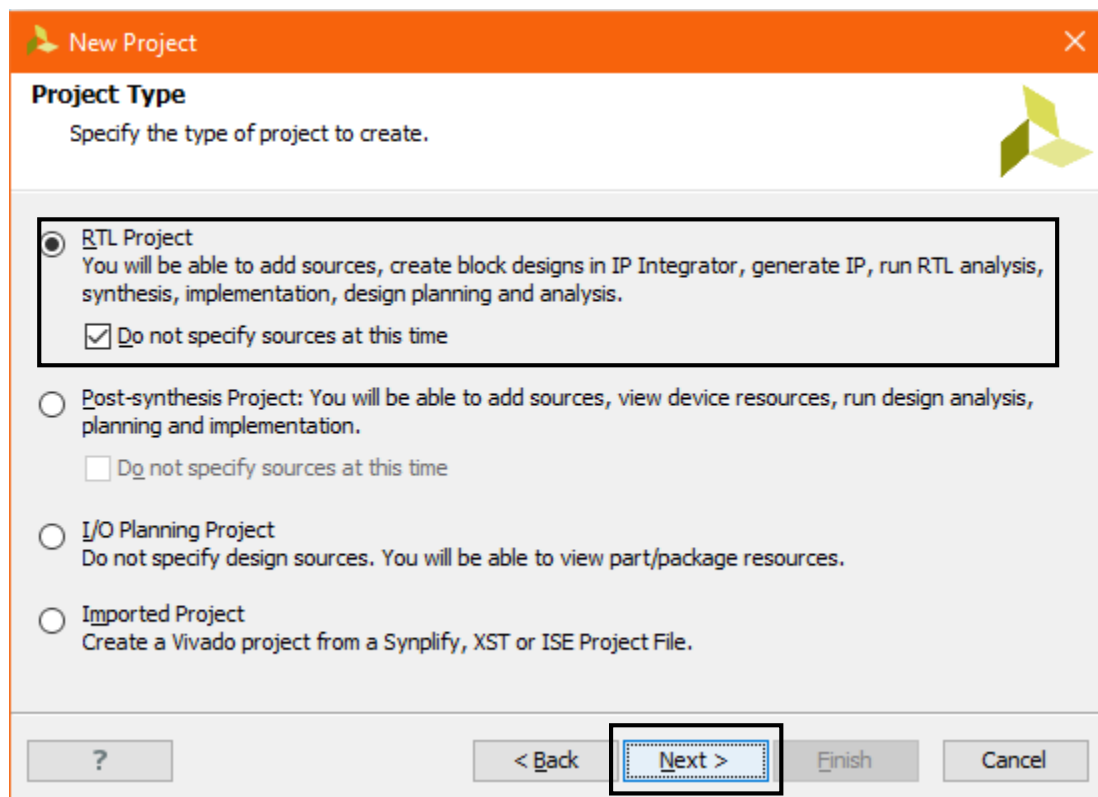 New Project
Project Type
Specify the type of project to create.
RTL Project
You will be able to add sources, create block designs in IP Integrator, generate IP, run RTL analysis,
synthesis, implementation, design planning and analysis.
Do not specify sources at this time
Post-synthesis Project: You will be able to add sources, view device resources, run design analysis,
planning and implementation.
Do not specify sources at this time
I/O Planning Project
Do not specify design sources. You will be able to view part/package resources.
Imported Project
Create a Vivado project from a Synplify, XST or ISE Project File.
? < Back Next > Finish Cancel